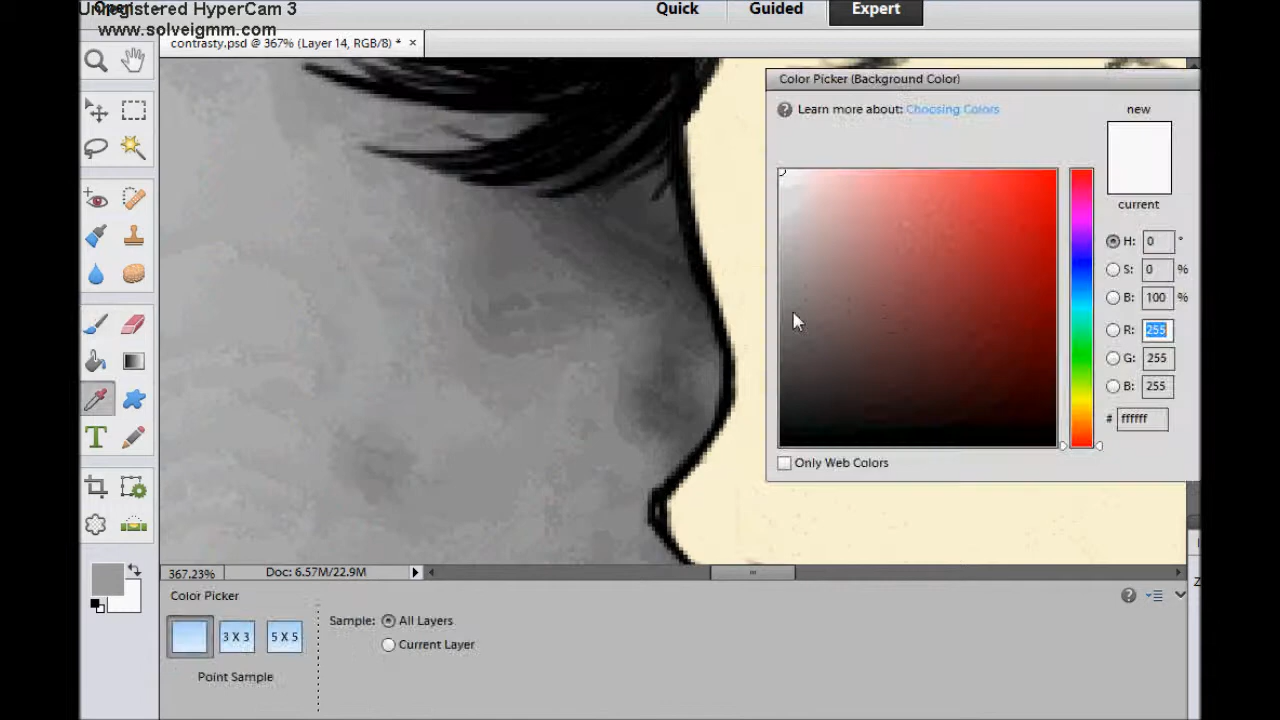 Unregistered HyperCam 3
www.solveigmm.com
Quick
Guided
Expert
contrasty.psd @ 367% (Layer 14, RGB/8) * ×
Color Picker (Background Color)
Learn more about: Choosing Colors
new
current
H: 0 °
S: 0 %
B: 100 %
R: 255
G: 255
B: 255
# ffffff
Only Web Colors
T
367.23%
Doc: 6.57M/22.9M
Color Picker
3 X 3
5 X 5
Point Sample
Sample:
All Layers
Current Layer